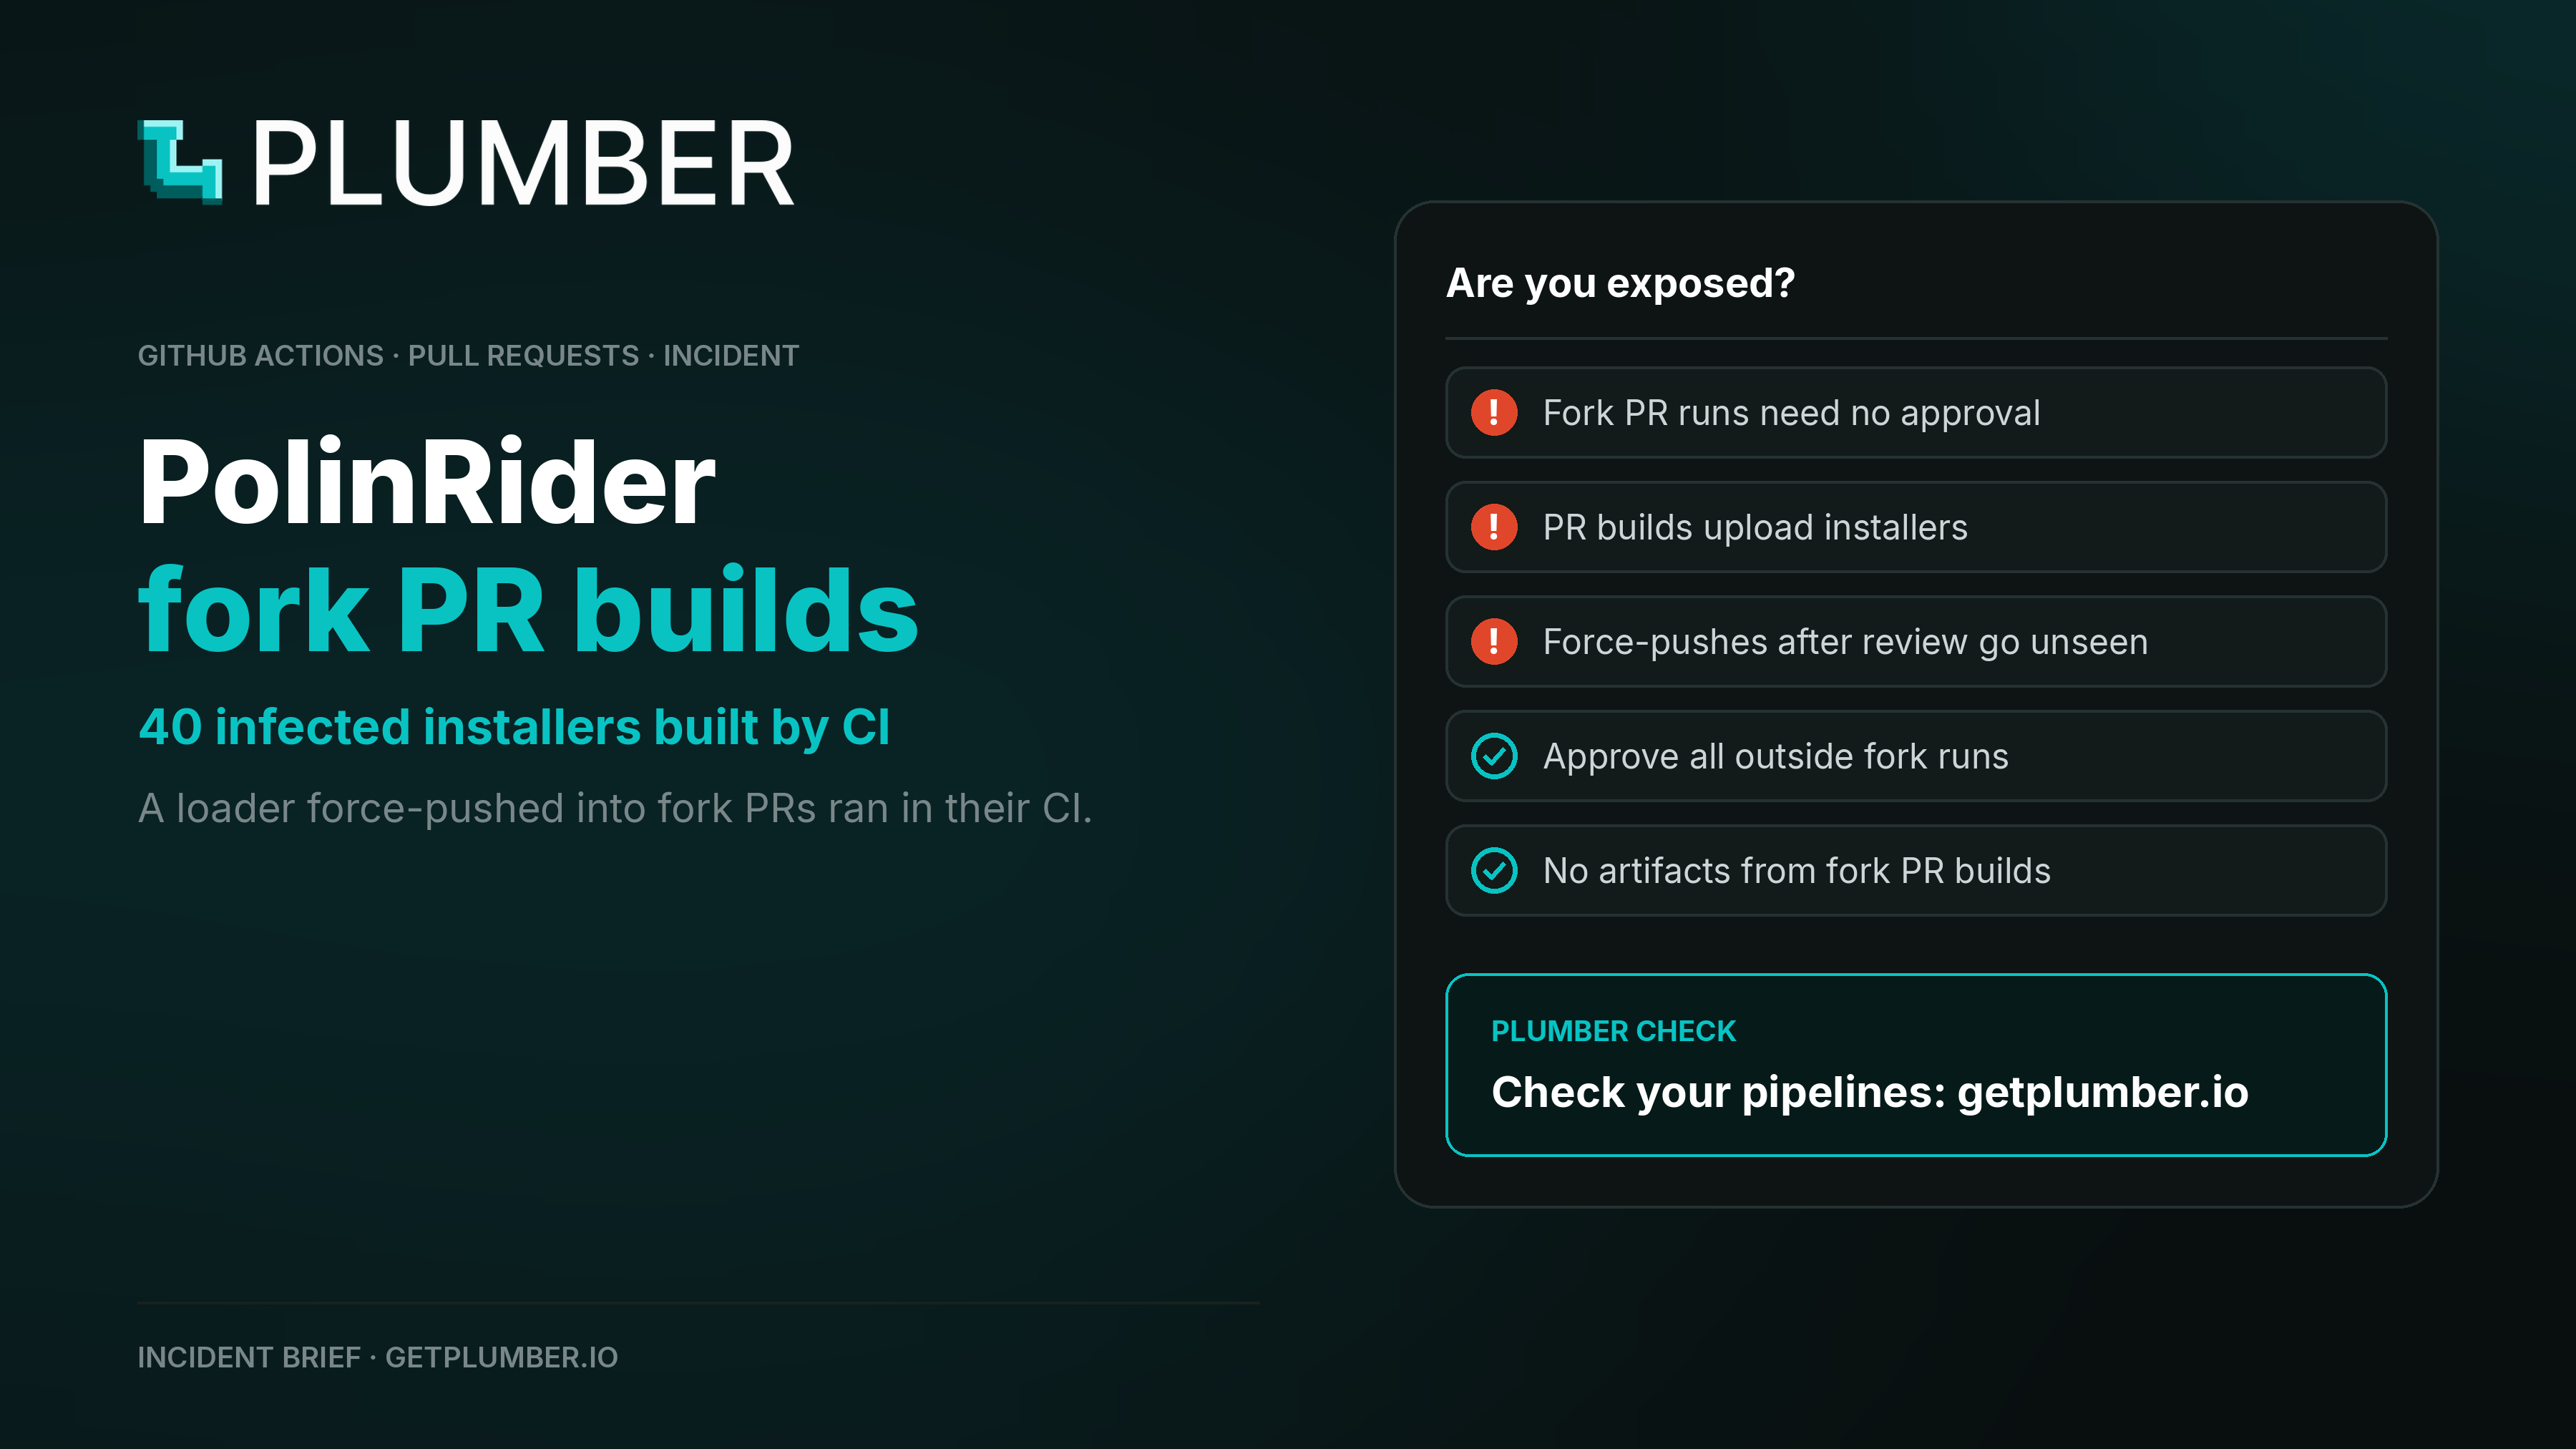 PLUMBER
GITHUB ACTIONS · PULL REQUESTS · INCIDENT
PolinRider
fork PR builds
40 infected installers built by CI
A loader force-pushed into fork PRs ran in their CI.
INCIDENT BRIEF · GETPLUMBER.IO
Are you exposed?
Fork PR runs need no approval
PR builds upload installers
Force-pushes after review go unseen
Approve all outside fork runs
No artifacts from fork PR builds
PLUMBER CHECK
Check your pipelines: getplumber.io